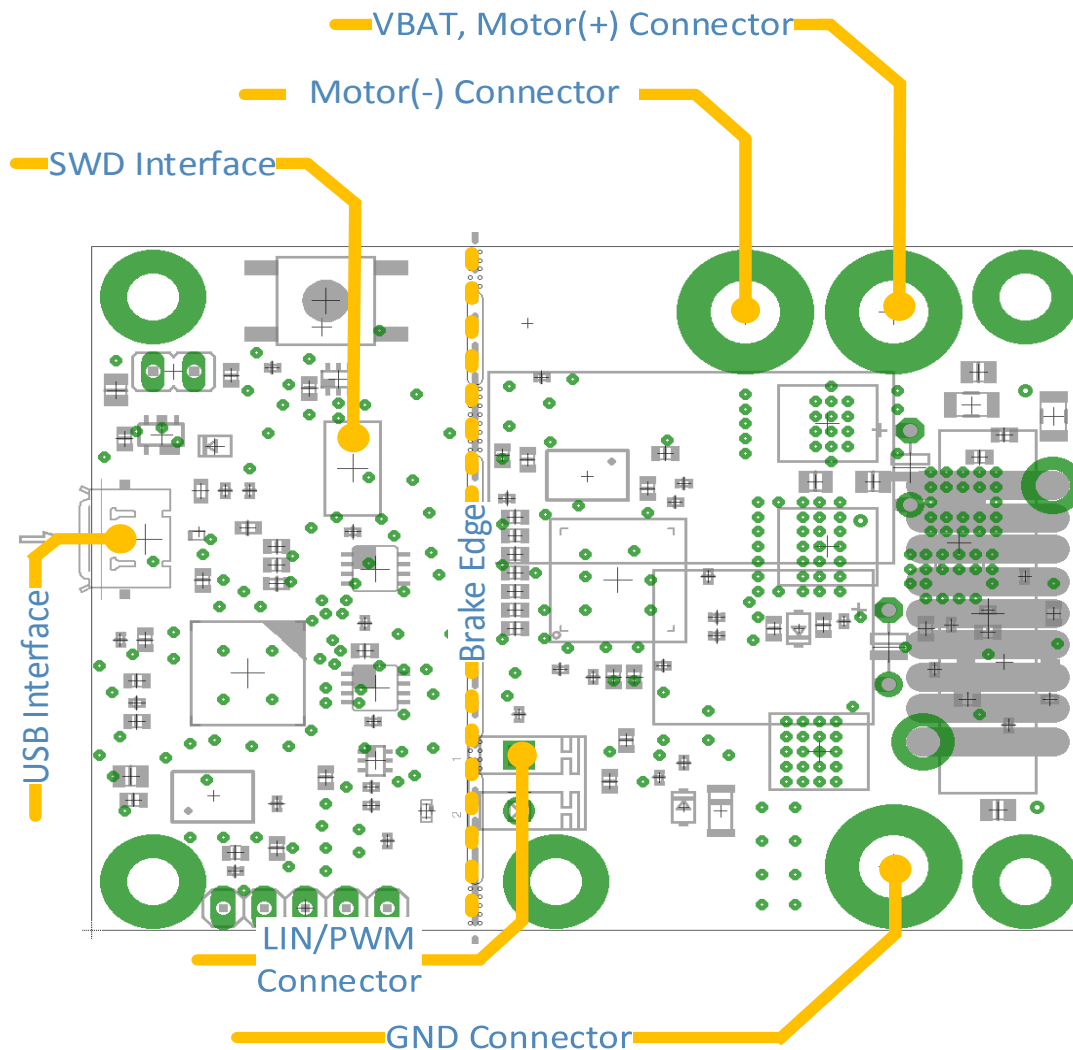 VBAT, Motor(+) Connector
Motor(-) Connector
SWD Interface
Brake Edge
USB Interface
1
2
LIN/PWM
Connector
GND Connector